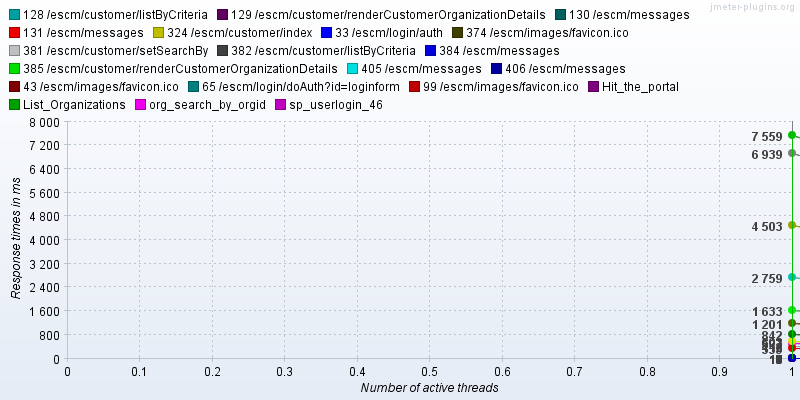 jmeter-plugins.org
128 /escm/customer/listByCriteria 129 /escm/customer/renderCustomerOrganizationDetails 130 /escm/messages
131 /escm/messages 324 /escm/customer/index 33 /escm/login/auth 374 /escm/images/favicon.ico
381 /escm/customer/setSearchBy 382 /escm/customer/listByCriteria 384 /escm/messages
385 /escm/customer/renderCustomerOrganizationDetails 405 /escm/messages 406 /escm/messages
43 /escm/images/favicon.ico 65 /escm/login/doAuth?id=loginform 99 /escm/images/favicon.ico Hit_the_portal
List_Organizations org_search_by_orgid sp_userlogin_46
8 000
7 559
7 200
6 939
6 400
5 600
4 800
4 503
4 000
3 200
2 759
2 400
1 633
1 600
1 201
842
800
0
Response times in ms
0 0.1 0.2 0.3 0.4 0.5 0.6 0.7 0.8 0.9 1
Number of active threads